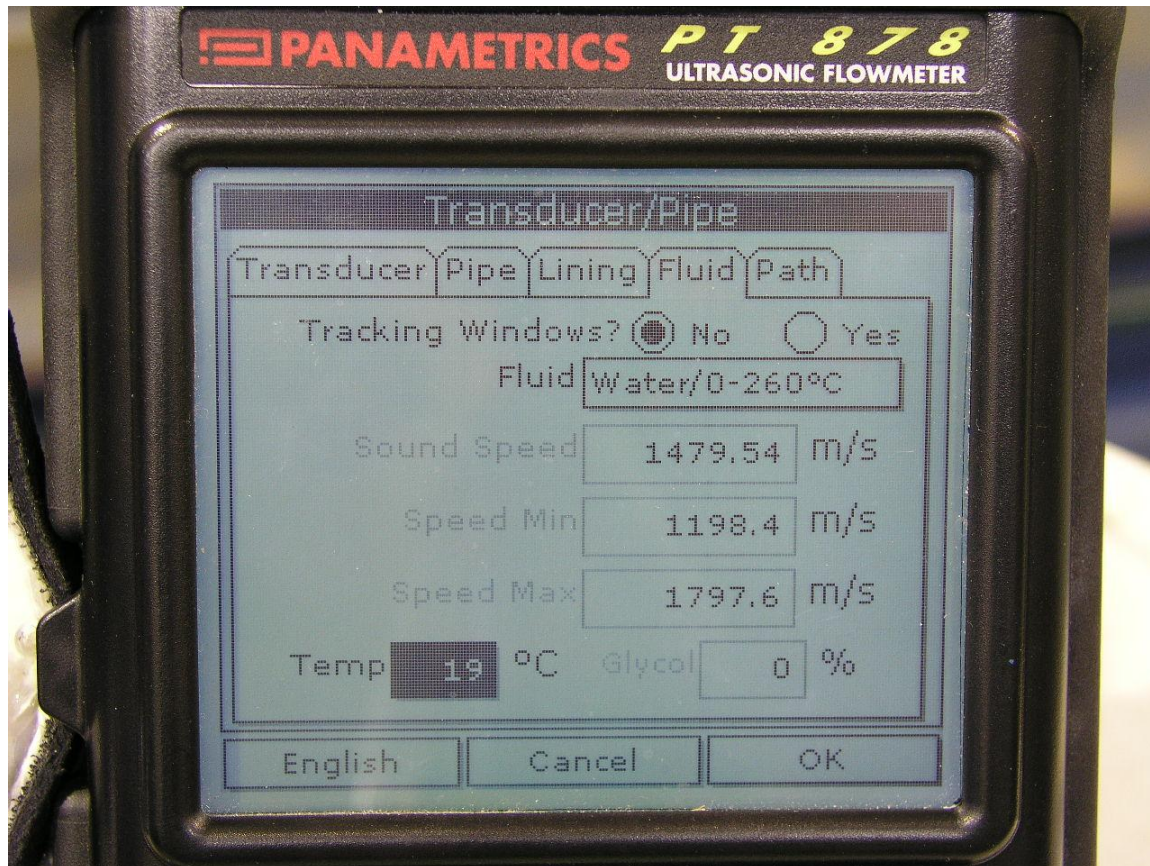 PANAMETRICS PT 878
ULTRASONIC FLOWMETER
Transducer/Pipe
Transducer Pipe Lining Fluid Path
Tracking Windows? No Yes
Fluid Water/0-260ºC
Sound Speed 1479.54 m/s
Speed Min 1198.4 m/s
Speed Max 1797.6 m/s
Temp 19 ºC Glycol 0 %
English Cancel OK